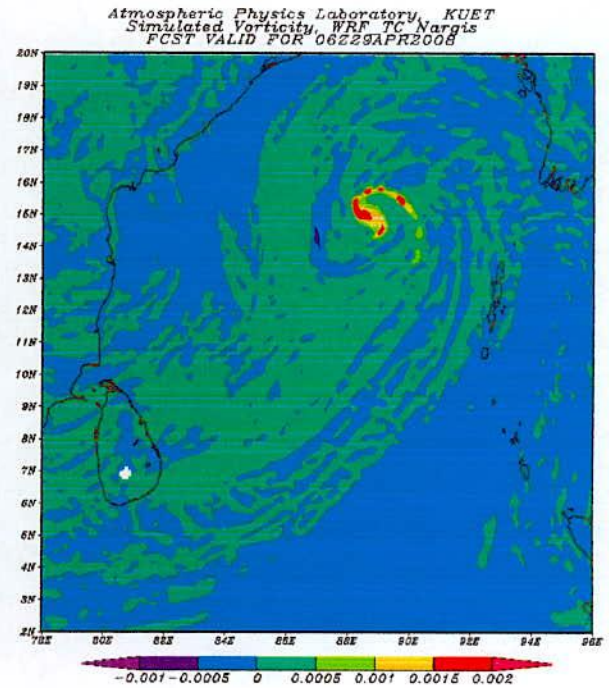 Atmospheric Physics Laboratory, KUET
Simulated Vorticity, WRF TC Nargis
FCST VALID FOR 06Z29APR2008
20N
19N
18N
17N
16N
15N
14N
13N
12N
11N
10N
9N
8N
7N
6N
5N
4N
3N
2N
78E 80E 82E 84E 86E 88E 90E 92E 94E 96E
-0.001 -0.0005 0 0.0005 0.001 0.0015 0.002